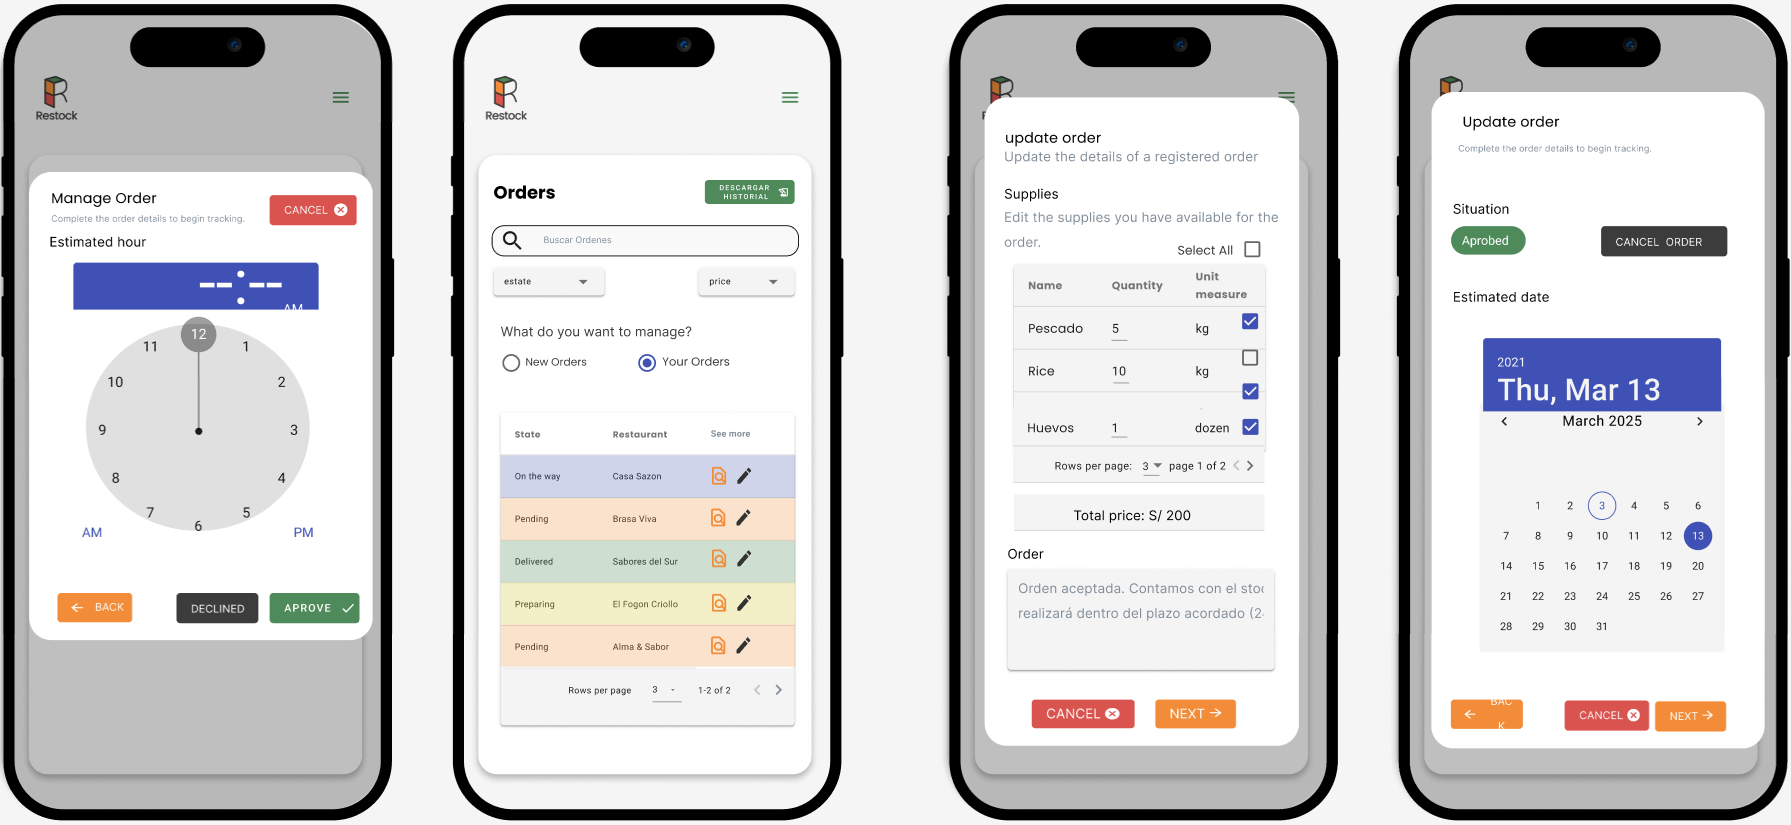 Restock
Manage Order
Complete the order details to begin tracking.
CANCEL
Estimated hour
--:--
AM
12
11
1
10
2
9
3
8
4
7
5
6
AM
PM
BACK
DECLINED
APROVE
Restock
Orders
DESCARGAR
HISTORIAL
Buscar Ordenes
estate
price
What do you want to manage?
New Orders
Your Orders
State Restaurant See more
On the way Casa Sazon
Pending Brasa Viva
Delivered Sabores del Sur
Preparing El Fogon Criollo
Pending Alma & Sabor
Rows per page 3 1-2 of 2
update order
Update the details of a registered order
Supplies
Edit the supplies you have available for the
order.
Select All
Name Quantity Unit
measure
Pescado 5 kg
Rice 10 kg
Huevos 1 dozen
Rows per page: 3 page 1 of 2
Total price: S/ 200
Order
Orden aceptada. Contamos con el stoc
realizará dentro del plazo acordado (2
CANCEL
NEXT
Update order
Complete the order details to begin tracking.
Situation
Aprobed
CANCEL ORDER
Estimated date
2021
Thu, Mar 13
March 2025
1 2 3 4 5 6
7 8 9 10 11 12 13
14 15 16 17 18 19 20
21 22 23 24 25 26 27
28 29 30 31
BAC
K
CANCEL
NEXT